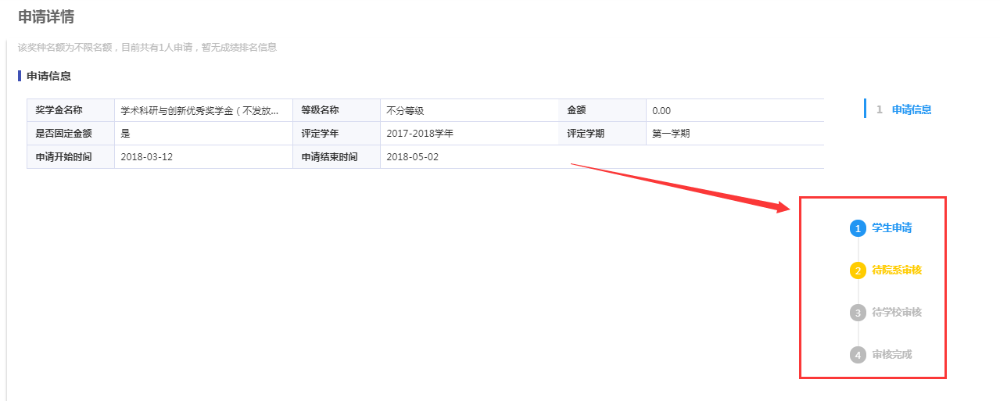 申请详情
该奖种名额为不限名额，目前共有1人申请，暂无成绩排名信息
申请信息
奖学金名称 学术科研与创新优秀奖学金（不发放... 等级名称 不分等级 金额 0.00
是否固定金额 是 评定学年 2017-2018学年 评定学期 第一学期
申请开始时间 2018-03-12 申请结束时间 2018-05-02
1 申请信息
1 学生申请
2 待院系审核
3 待学校审核
4 审核完成